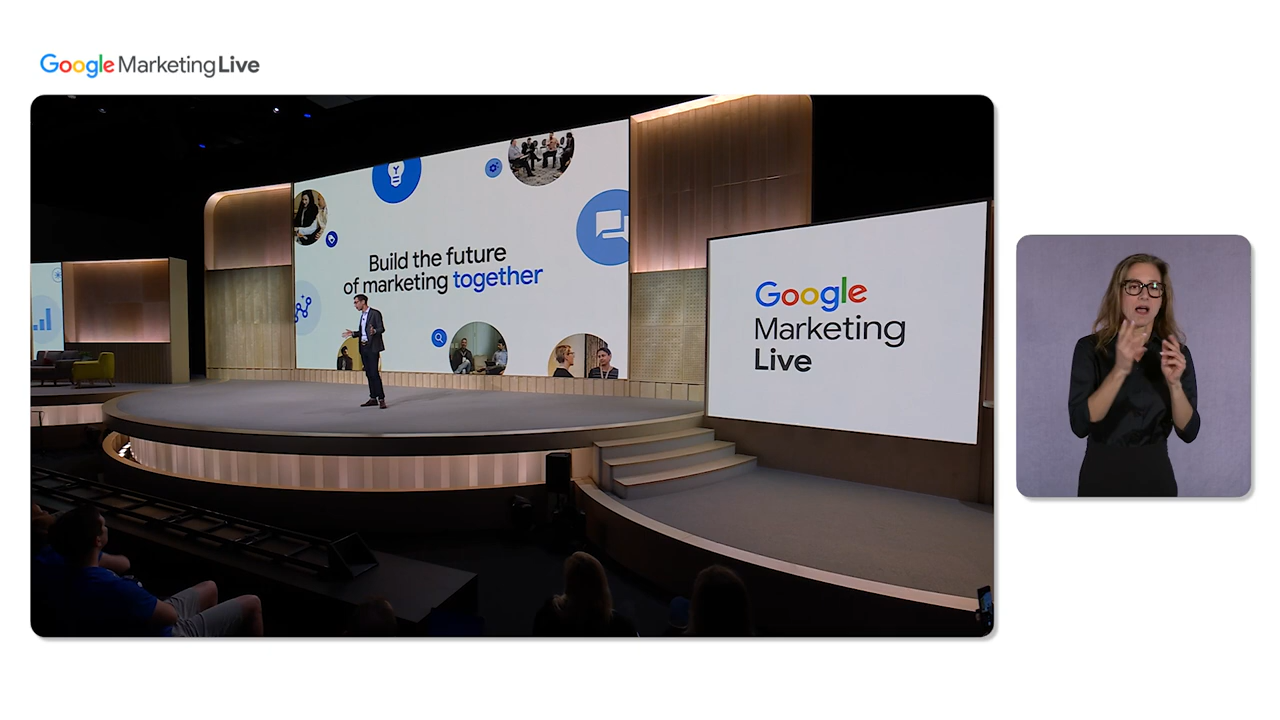 Google Marketing Live
Build the future
of marketing together
Google
Marketing
Live